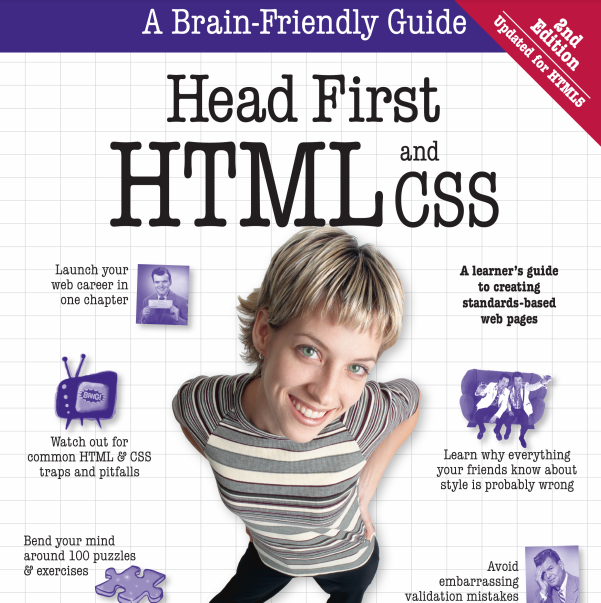 A Brain-Friendly Guide
2nd
Edition
Updated for HTML5
Head First
HTML and
CSS
Launch your
web career in
one chapter
A learner's guide
to creating
standards-based
web pages
BANG!
Watch out for
common HTML & CSS
traps and pitfalls
Learn why everything
your friends know about
style is probably wrong
Bend your mind
around 100 puzzles
& exercises
Avoid
embarrassing
validation mistakes